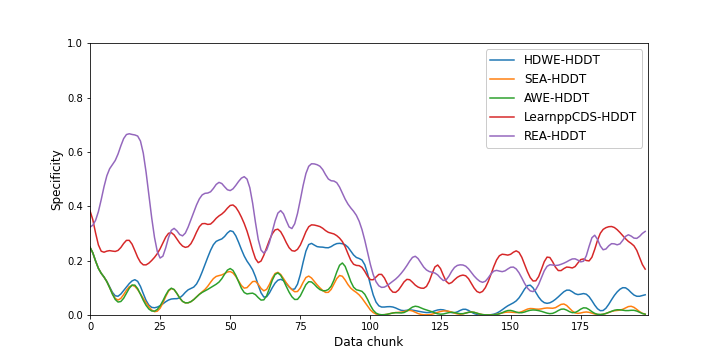 1.0
0.8
0.6
0.4
0.2
0.0
Specificity
0
25
50
75
100
125
150
175
Data chunk
HDWE-HDDT
SEA-HDDT
AWE-HDDT
LearnppCDS-HDDT
REA-HDDT